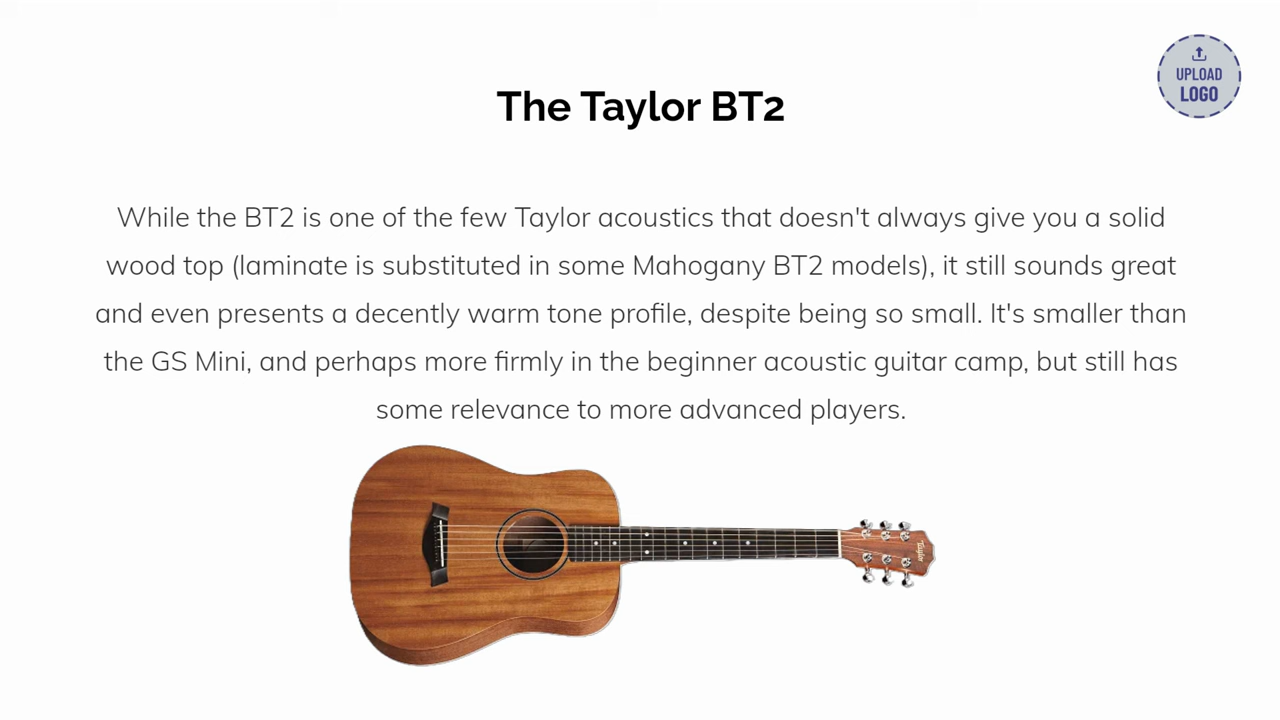 UPLOAD
LOGO
The Taylor BT2
While the BT2 is one of the few Taylor acoustics that doesn't always give you a solid
wood top (laminate is substituted in some Mahogany BT2 models), it still sounds great
and even presents a decently warm tone profile, despite being so small. It's smaller than
the GS Mini, and perhaps more firmly in the beginner acoustic guitar camp, but still has
some relevance to more advanced players.
Taylor